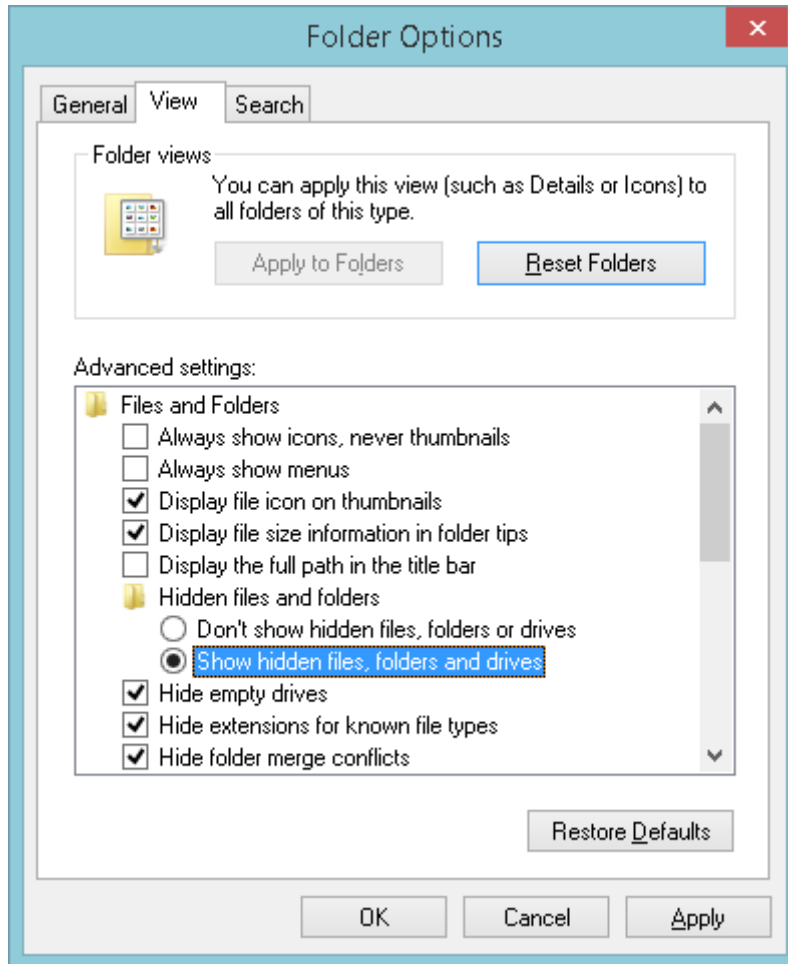 Folder Options
General View Search
Folder views
You can apply this view (such as Details or Icons) to
all folders of this type.
Apply to Folders Reset Folders
Advanced settings:
Files and Folders
Always show icons, never thumbnails
Always show menus
Display file icon on thumbnails
Display file size information in folder tips
Display the full path in the title bar
Hidden files and folders
Don't show hidden files, folders or drives
Show hidden files, folders and drives
Hide empty drives
Hide extensions for known file types
Hide folder merge conflicts
Restore Defaults
OK Cancel Apply